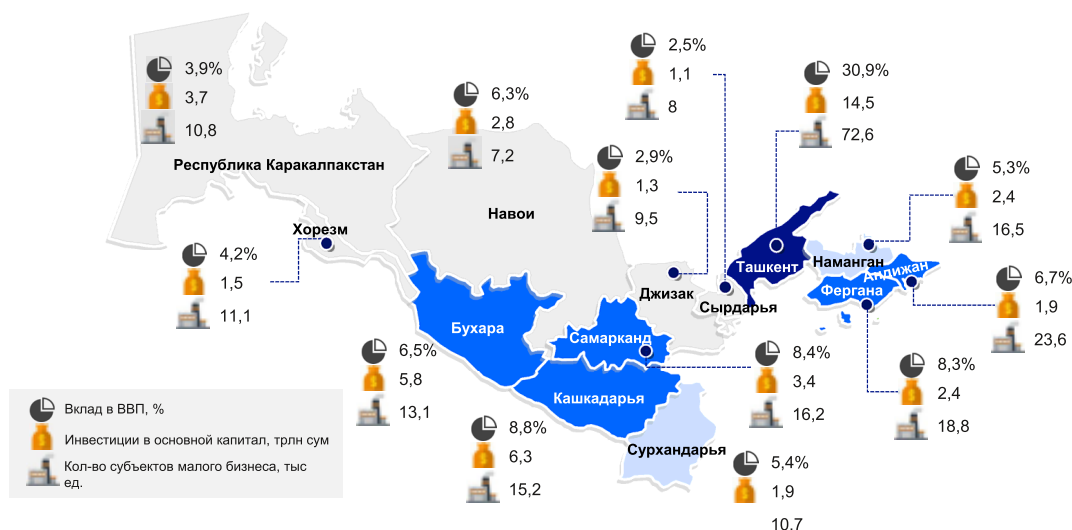 2,5%
1,1
8
3,9%
3,7
10,8
Республика Каракалпакстан
6,3%
2,8
7,2
Навои
30,9%
14,5
72,6
2,9%
1,3
9,5
5,3%
2,4
16,5
Хорезм
4,2%
1,5
11,1
Ташкент
Наманган
Андижан
Фергана
Джизак
Сырдарья
6,7%
1,9
23,6
Бухара
Самарканд
6,5%
5,8
13,1
8,4%
3,4
16,2
8,3%
2,4
18,8
Кашкадарья
8,8%
6,3
15,2
Сурхандарья
5,4%
1,9
10,7
Вклад в ВВП, %
Инвестиции в основной капитал, трлн сум
Кол-во субъектов малого бизнеса, тыс
ед.